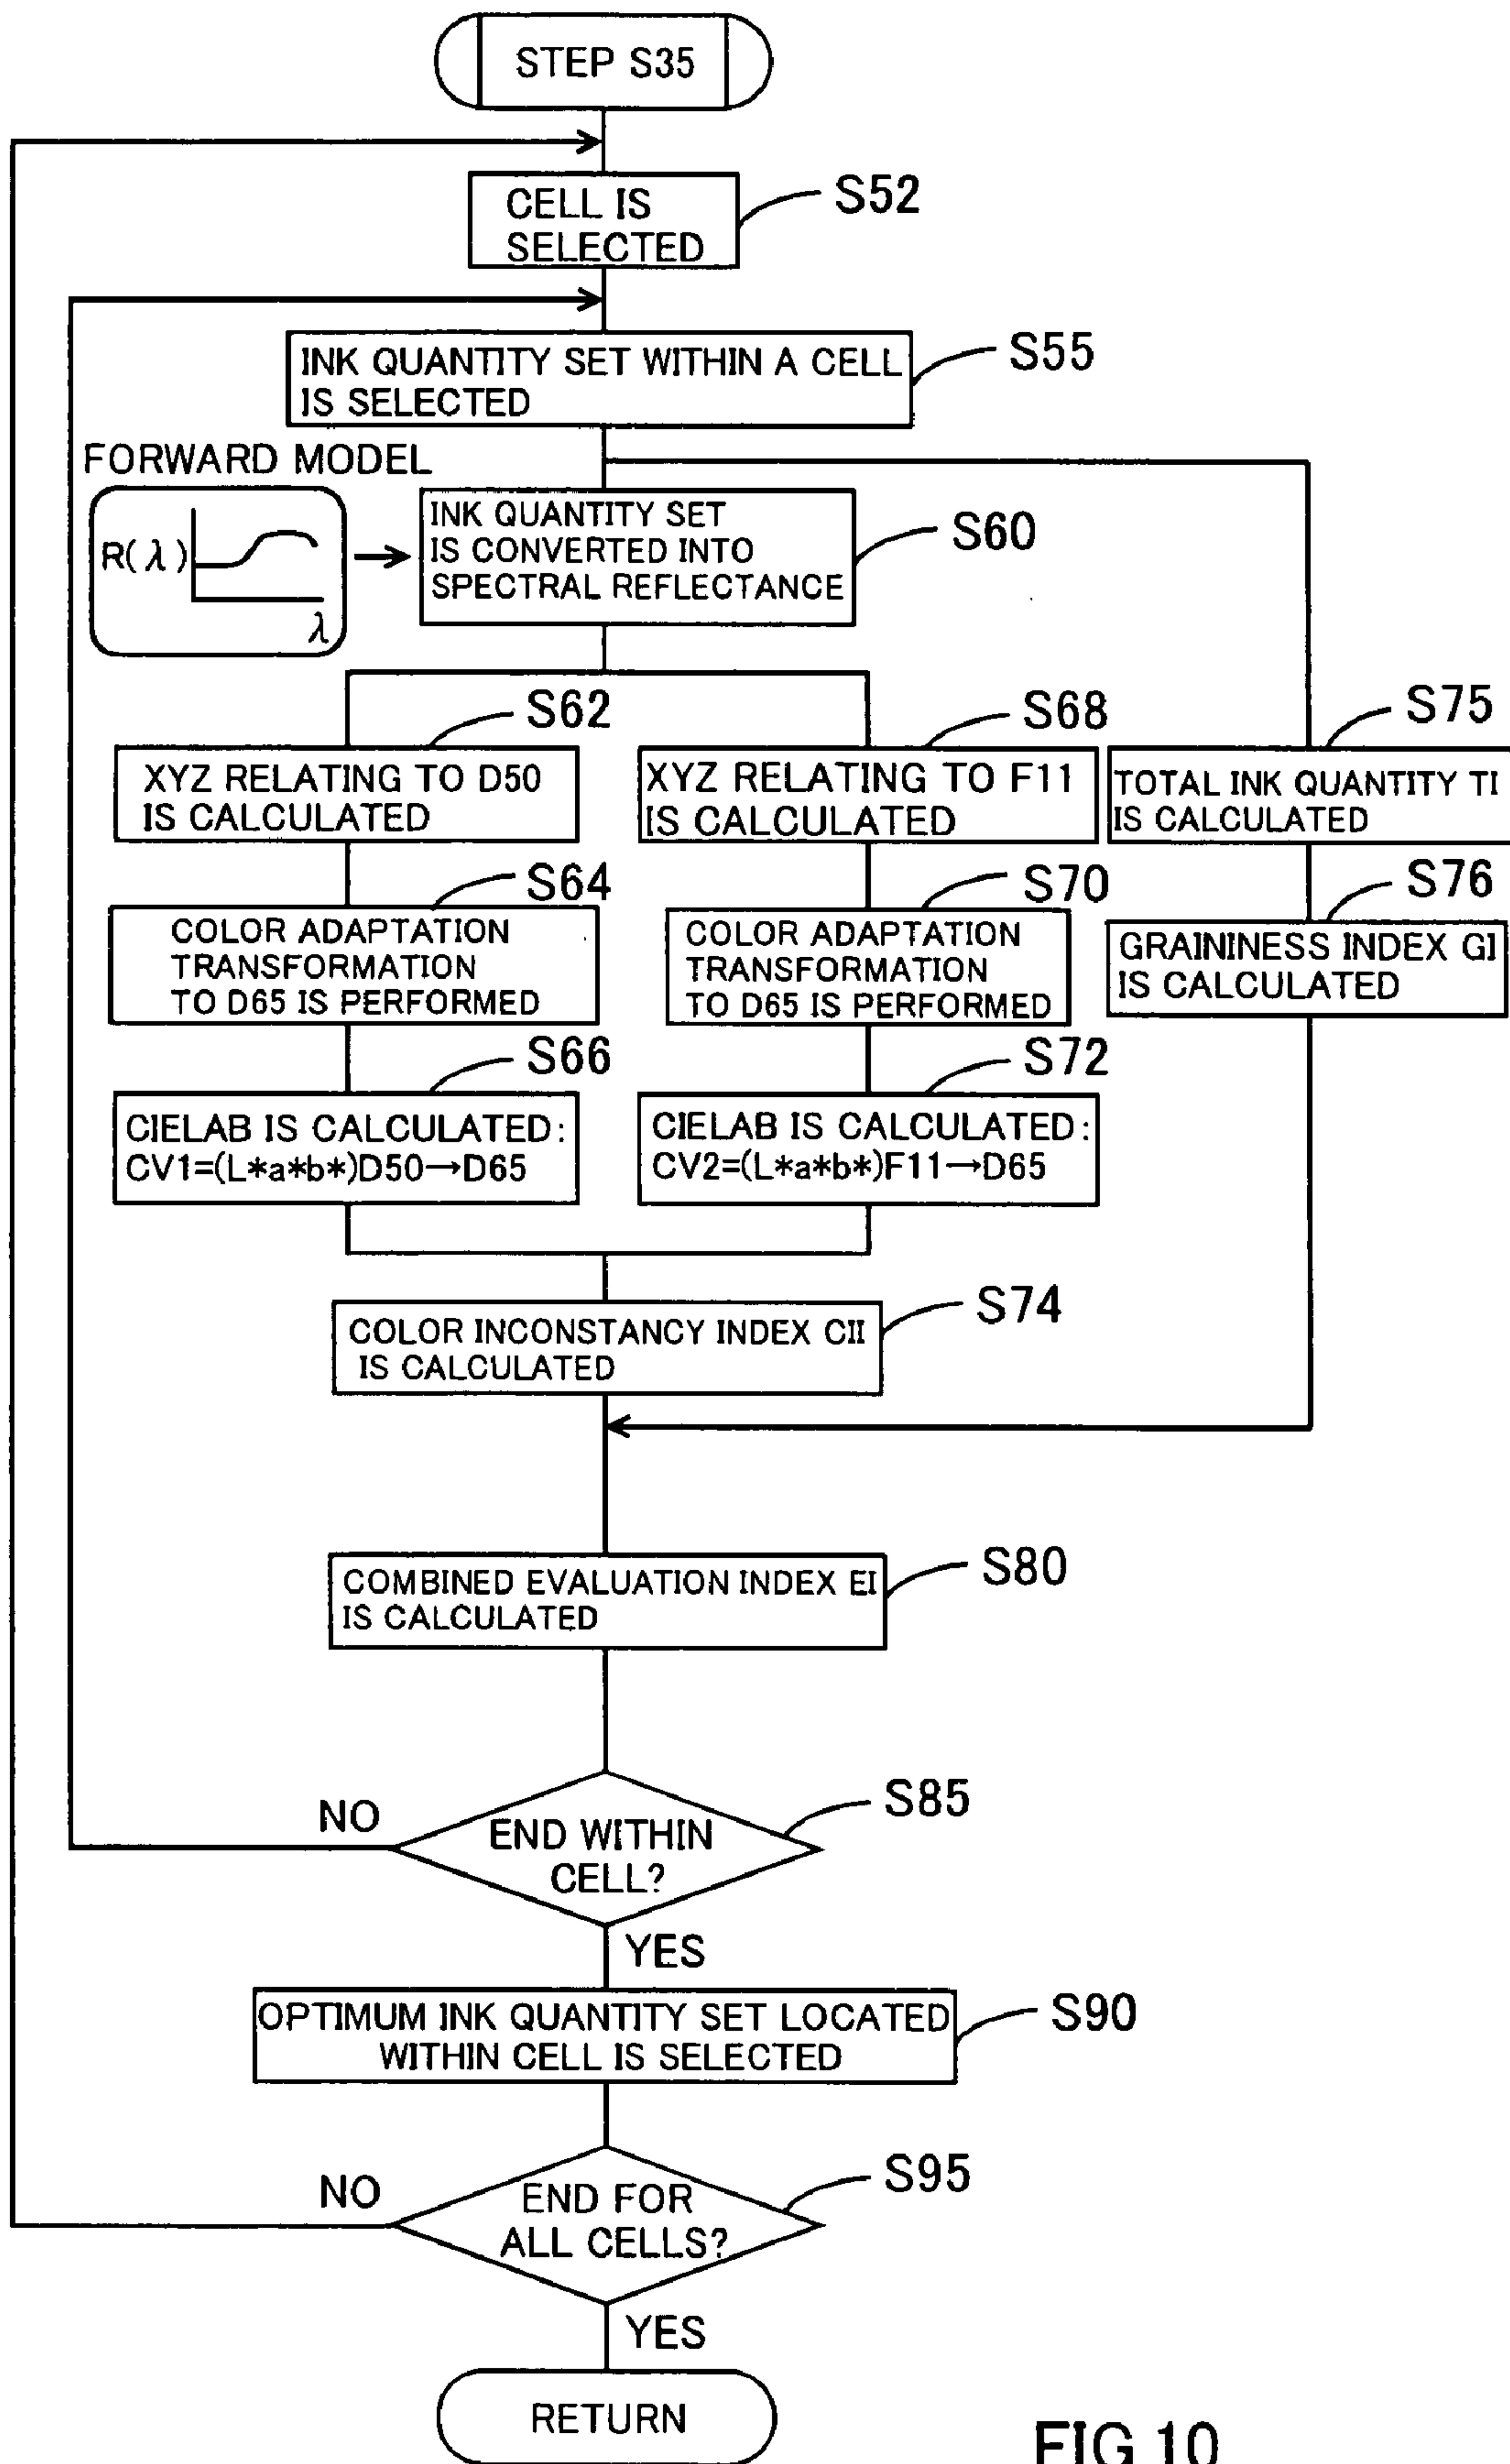 STEP S35
CELL IS
SELECTED
S52
INK QUANTITY SET WITHIN A CELL
IS SELECTED
S55
FORWARD MODEL
R(λ)
λ
INK QUANTITY SET
IS CONVERTED INTO
SPECTRAL REFLECTANCE
S60
S62
XYZ RELATING TO D50
IS CALCULATED
S68
XYZ RELATING TO F11
IS CALCULATED
S75
TOTAL INK QUANTITY TI
IS CALCULATED
S64
COLOR ADAPTATION
TRANSFORMATION
TO D65 IS PERFORMED
S70
COLOR ADAPTATION
TRANSFORMATION
TO D65 IS PERFORMED
S76
GRAININESS INDEX GI
IS CALCULATED
S66
CIELAB IS CALCULATED:
CV1=(L*a*b*)D50→D65
S72
CIELAB IS CALCULATED:
CV2=(L*a*b*)F11→D65
S74
COLOR INCONSTANCY INDEX CII
IS CALCULATED
S80
COMBINED EVALUATION INDEX EI
IS CALCULATED
S85
NO
END WITHIN
CELL?
YES
OPTIMUM INK QUANTITY SET LOCATED
WITHIN CELL IS SELECTED
S90
S95
NO
END FOR
ALL CELLS?
YES
RETURN
FIG.10